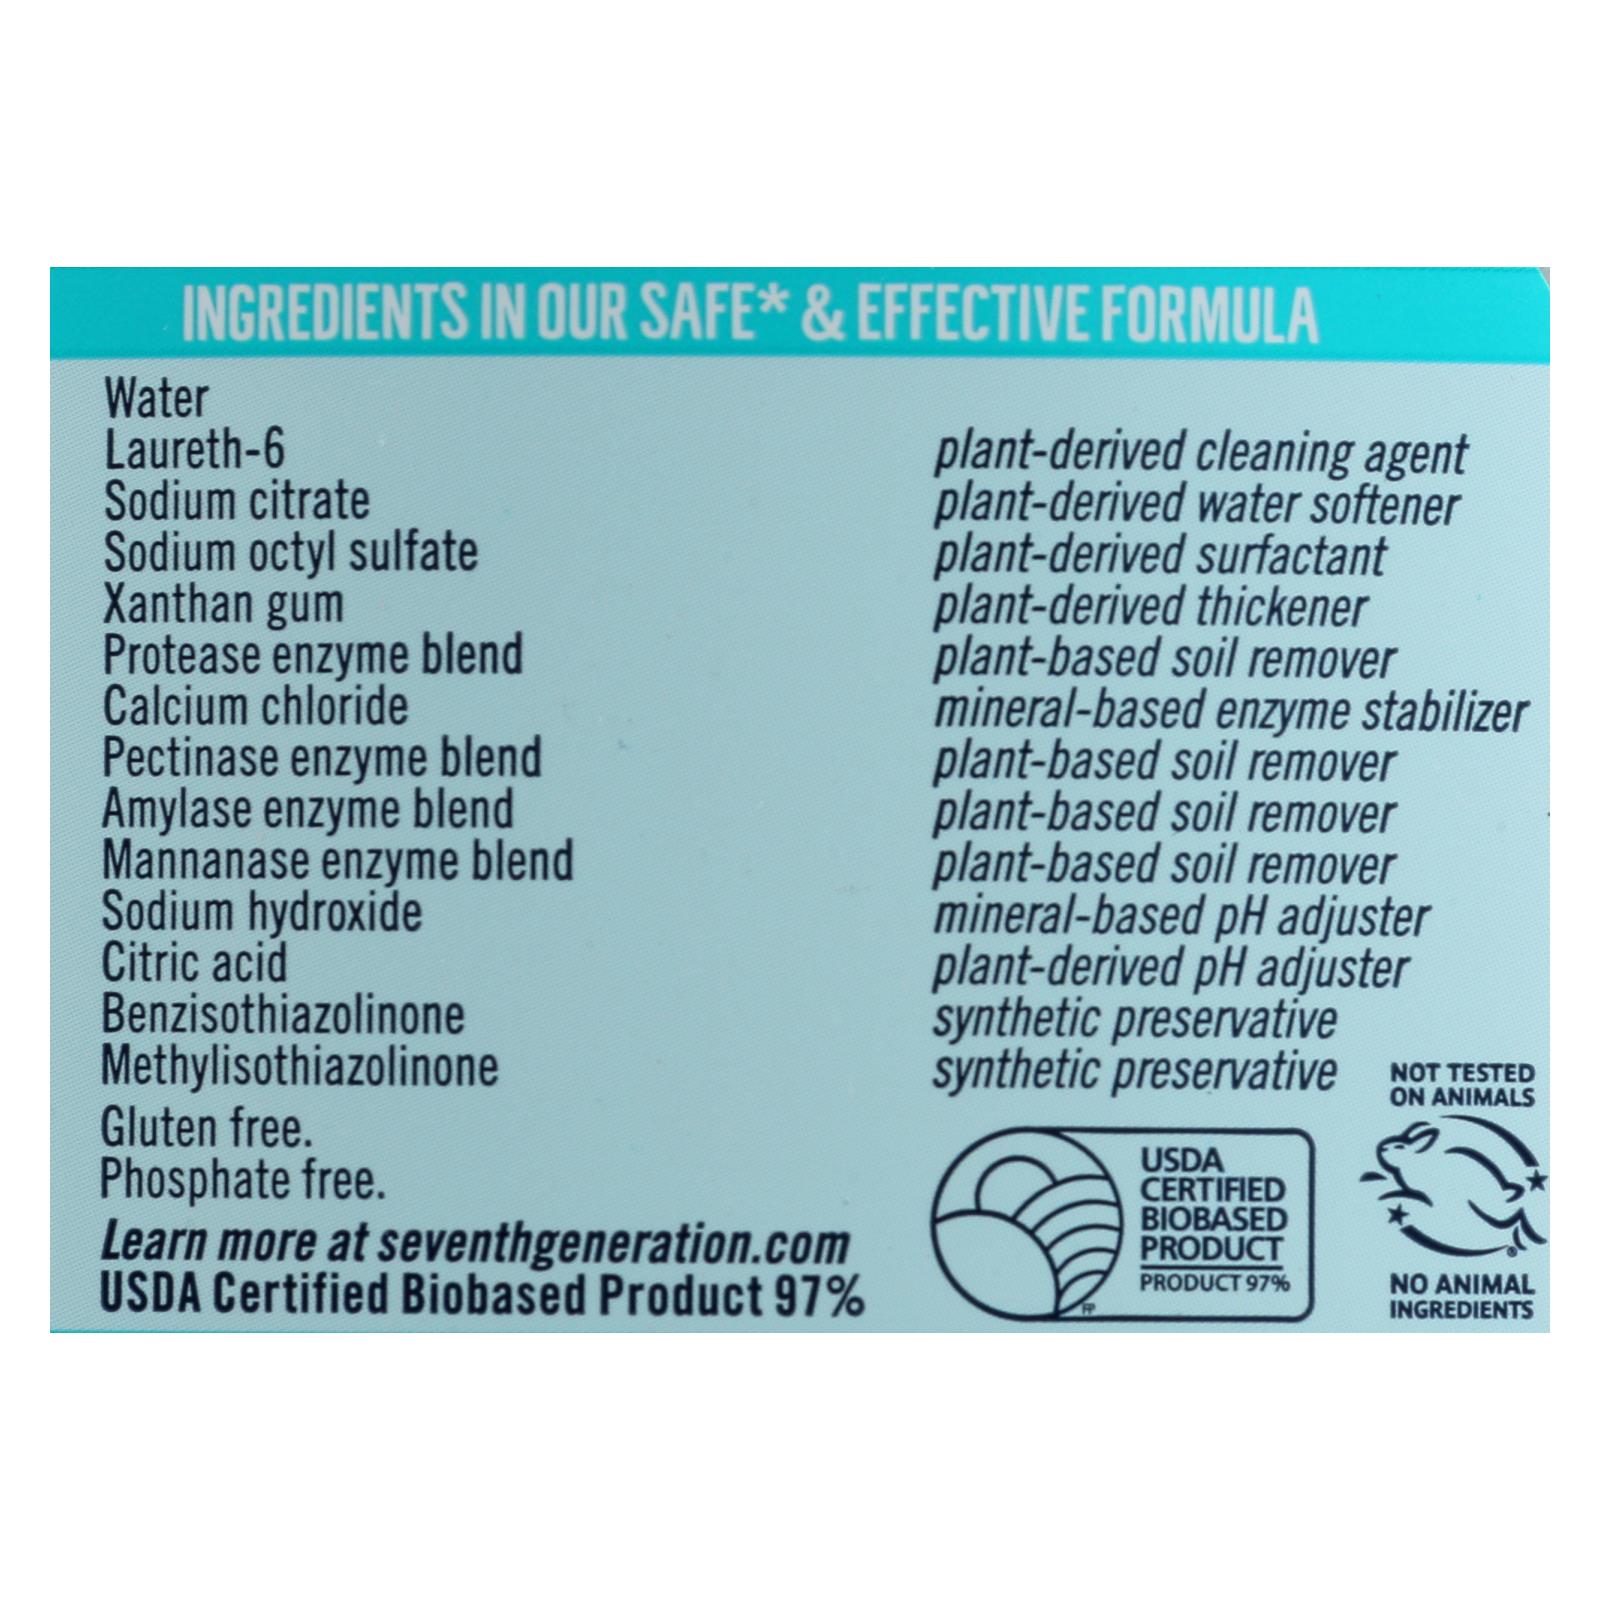 INGREDIENTS IN OUR SAFE* & EFFECTIVE FORMULA
Water
Laureth-6 plant-derived cleaning agent
Sodium citrate plant-derived water softener
Sodium octyl sulfate plant-derived surfactant
Xanthan gum plant-derived thickener
Protease enzyme blend plant-based soil remover
Calcium chloride mineral-based enzyme stabilizer
Pectinase enzyme blend plant-based soil remover
Amylase enzyme blend plant-based soil remover
Mannanase enzyme blend plant-based soil remover
Sodium hydroxide mineral-based pH adjuster
Citric acid plant-derived pH adjuster
Benzisothiazolinone synthetic preservative
Methylisothiazolinone synthetic preservative
Gluten free.
Phosphate free.
Learn more at seventhgeneration.com
USDA Certified Biobased Product 97%
USDA
CERTIFIED
BIOBASED
PRODUCT
PRODUCT 97%
FP
NOT TESTED
ON ANIMALS
®
NO ANIMAL
INGREDIENTS